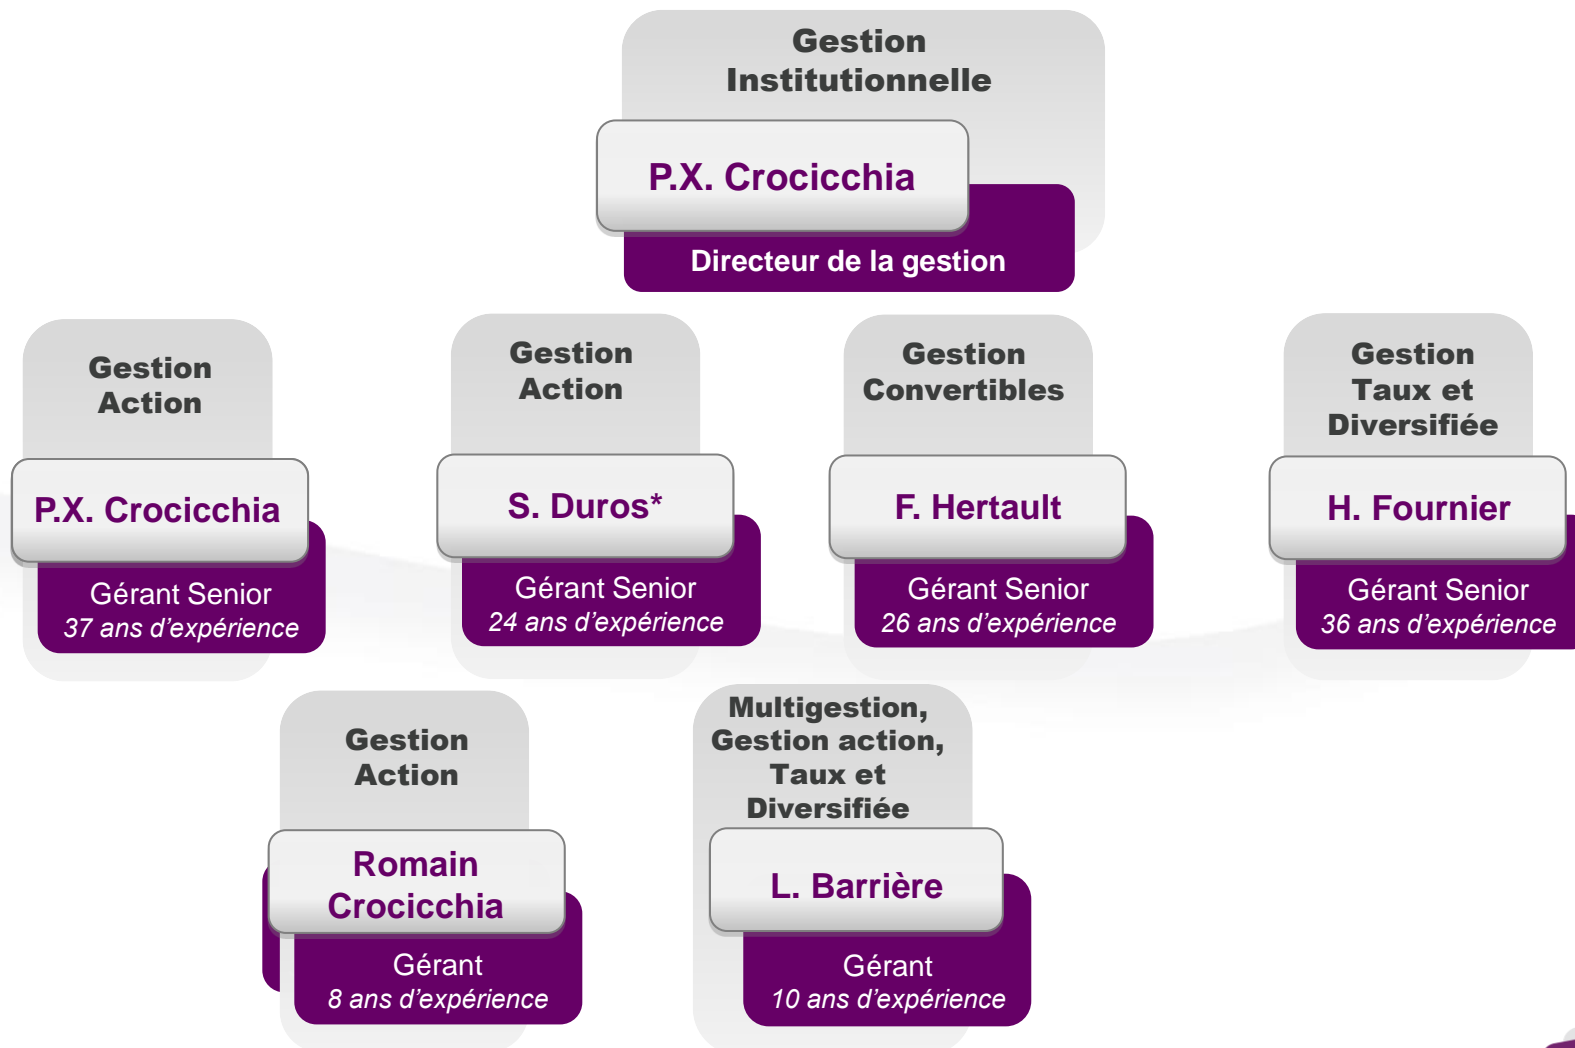 Gestion
Institutionnelle
P.X. Crocicchia
Directeur de la gestion
Gestion
Action
P.X. Crocicchia
Gérant Senior
37 ans d’expérience
Gestion
Action
S. Duros*
Gérant Senior
24 ans d’expérience
Gestion
Convertibles
F. Hertault
Gérant Senior
26 ans d’expérience
Gestion
Taux et
Diversifiée
H. Fournier
Gérant Senior
36 ans d’expérience
Gestion
Action
Romain
Crocicchia
Gérant
8 ans d’expérience
Multigestion,
Gestion action,
Taux et
Diversifiée
L. Barrière
Gérant
10 ans d’expérience